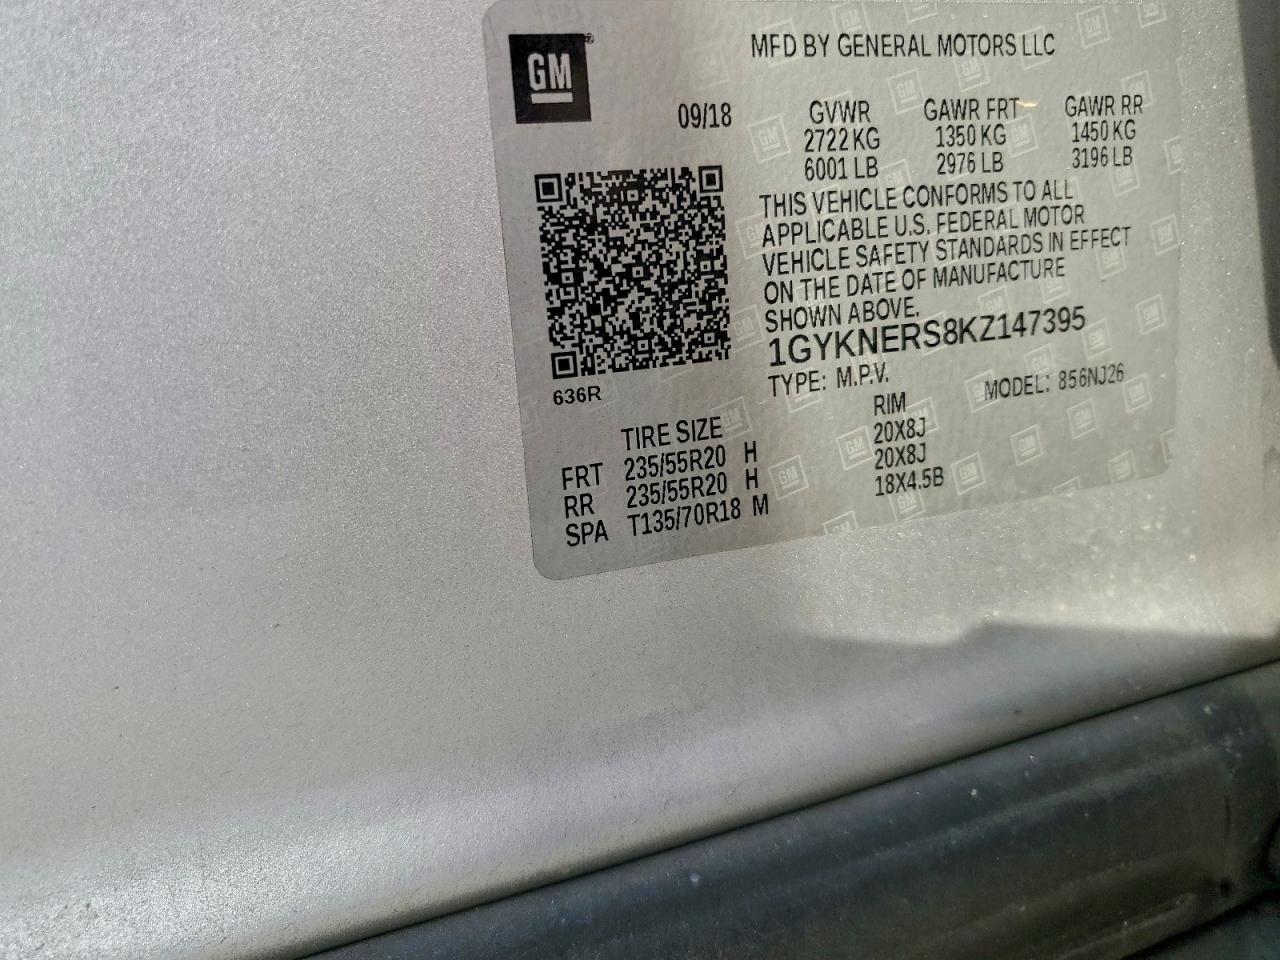 GM
MFD BY GENERAL MOTORS LLC
09/18 GVWR GAWR FRT GAWR RR
2722 KG 1350 KG 1450 KG
6001 LB 2976 LB 3196 LB
THIS VEHICLE CONFORMS TO ALL
APPLICABLE U.S. FEDERAL MOTOR
VEHICLE SAFETY STANDARDS IN EFFECT
ON THE DATE OF MANUFACTURE
SHOWN ABOVE.
1GYKNERS8KZ147395
TYPE: M.P.V. MODEL: 856NJ26
636R
TIRE SIZE RIM
FRT 235/55R20 H 20X8J
RR 235/55R20 H 20X8J
SPA T135/70R18 M 18X4.5B